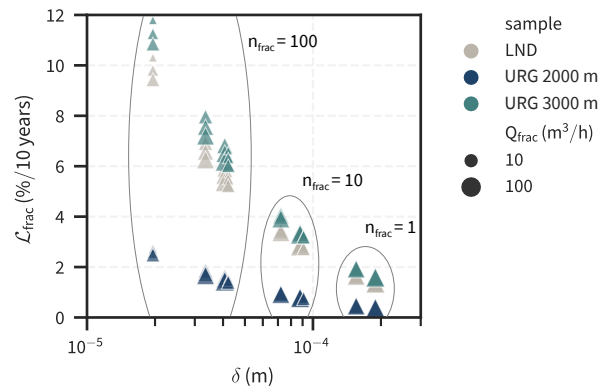 12
10
8
6
4
2
0
ℒfrac (%/10 years)
10⁻⁵
10⁻⁴
δ (m)
nfrac = 100
nfrac = 10
nfrac = 1
sample
LND
URG 2000 m
URG 3000 m
Qfrac (m³/h)
10
100